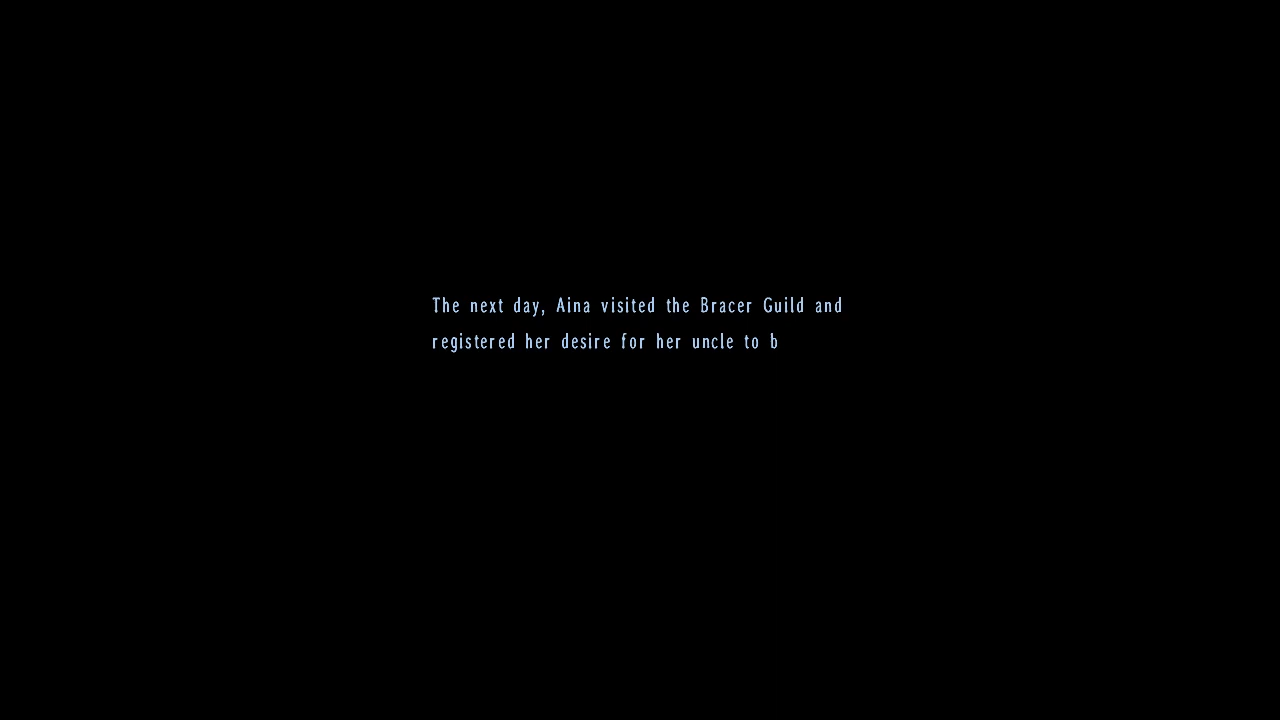 The next day, Aina visited the Bracer Guild and
registered her desire for her uncle to b